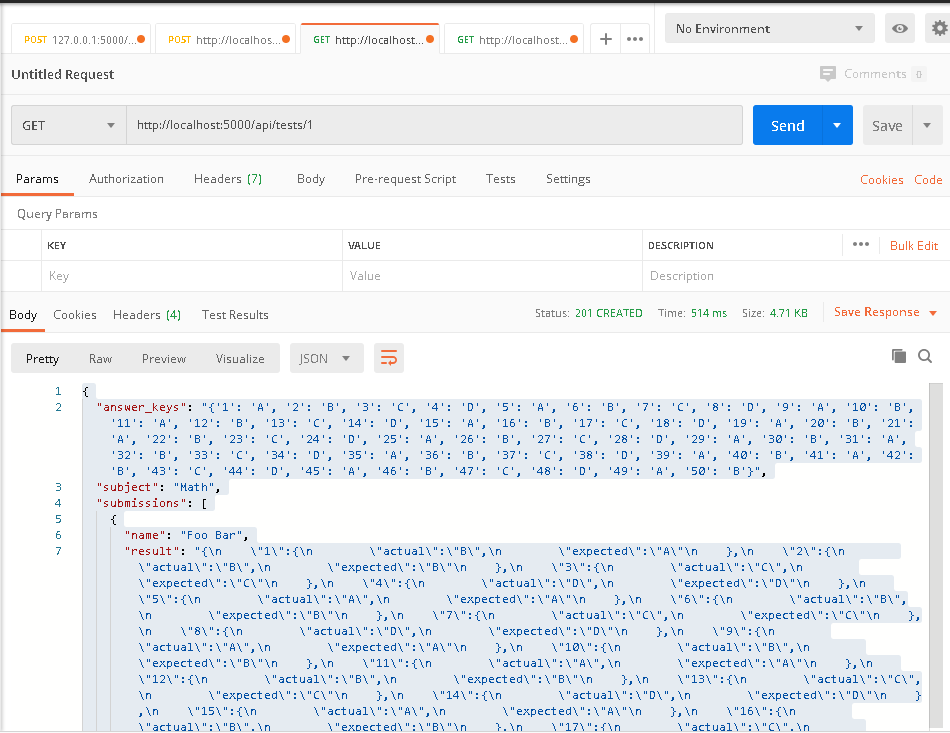 POST 127.0.0.1:5000/...
POST http://localhos...
GET http://localhost...
GET http://localhost...
No Environment
Untitled Request
Comments 0
GET
http://localhost:5000/api/tests/1
Send
Save
Params Authorization Headers (7) Body Pre-request Script Tests Settings Cookies Code
Query Params
KEY VALUE DESCRIPTION ••• Bulk Edit
Key Value Description
Body Cookies Headers (4) Test Results Status: 201 CREATED Time: 514 ms Size: 4.71 KB Save Response
Pretty Raw Preview Visualize JSON
1 {
2 "answer_keys": "{'1': 'A', '2': 'B', '3': 'C', '4': 'D', '5': 'A', '6': 'B', '7': 'C', '8': 'D', '9': 'A', '10': 'B',
'11': 'A', '12': 'B', '13': 'C', '14': 'D', '15': 'A', '16': 'B', '17': 'C', '18': 'D', '19': 'A', '20': 'B', '21':
'A', '22': 'B', '23': 'C', '24': 'D', '25': 'A', '26': 'B', '27': 'C', '28': 'D', '29': 'A', '30': 'B', '31': 'A',
'32': 'B', '33': 'C', '34': 'D', '35': 'A', '36': 'B', '37': 'C', '38': 'D', '39': 'A', '40': 'B', '41': 'A', '42':
'B', '43': 'C', '44': 'D', '45': 'A', '46': 'B', '47': 'C', '48': 'D', '49': 'A', '50': 'B'}",
3 "subject": "Math",
4 "submissions": [
5 {
6 "name": "Foo Bar",
7 "result": "{\n \"1\":{\n \"actual\":\"B\",\n \"expected\":\"A\"\n },\n \"2\":{\n
\"actual\":\"B\",\n \"expected\":\"B\"\n },\n \"3\":{\n \"actual\":\"C\",\n
\"expected\":\"C\"\n },\n \"4\":{\n \"actual\":\"D\",\n \"expected\":\"D\"\n },\n
\"5\":{\n \"actual\":\"A\",\n \"expected\":\"A\"\n },\n \"6\":{\n \"actual\":\"B\",
\n \"expected\":\"B\"\n },\n \"7\":{\n \"actual\":\"C\",\n \"expected\":\"C\"\n },
\n \"8\":{\n \"actual\":\"D\",\n \"expected\":\"D\"\n },\n \"9\":{\n
\"actual\":\"A\",\n \"expected\":\"A\"\n },\n \"10\":{\n \"actual\":\"B\",\n
\"expected\":\"B\"\n },\n \"11\":{\n \"actual\":\"A\",\n \"expected\":\"A\"\n },\n
\"12\":{\n \"actual\":\"B\",\n \"expected\":\"B\"\n },\n \"13\":{\n \"actual\":\"C\",
\n \"expected\":\"C\"\n },\n \"14\":{\n \"actual\":\"D\",\n \"expected\":\"D\"\n }
,\n \"15\":{\n \"actual\":\"A\",\n \"expected\":\"A\"\n },\n \"16\":{\n
\"actual\":\"B\",\n \"expected\":\"B\"\n },\n \"17\":{\n \"actual\":\"C\",\n